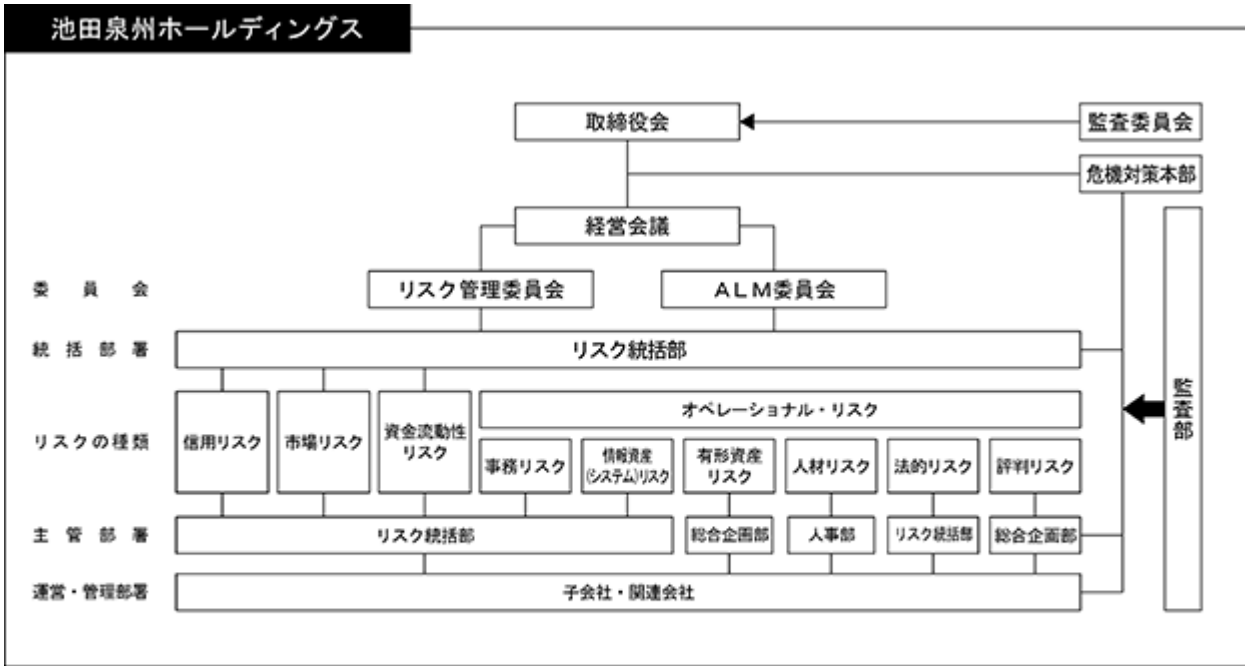 池田泉州ホールディングス
取締役会
監査委員会
危機対策本部
経営会議
委員会
リスク管理委員会
ALM委員会
統括部署
リスク統括部
監査部
リスクの種類
信用リスク
市場リスク
資金流動性
リスク
オペレーショナル・リスク
事務リスク
情報資産
(システム)リスク
有形資産
リスク
人材リスク
法的リスク
評判リスク
主管部署
リスク統括部
総合企画部
人事部
リスク統括部
総合企画部
運営・管理部署
子会社・関連会社